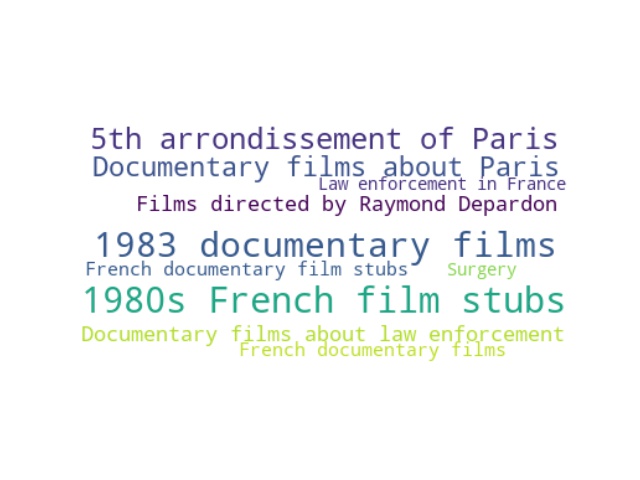 5th arrondissement of Paris
Documentary films about Paris
Law enforcement in France
Films directed by Raymond Depardon
1983 documentary films
French documentary film stubs
Surgery
1980s French film stubs
Documentary films about law enforcement
French documentary films